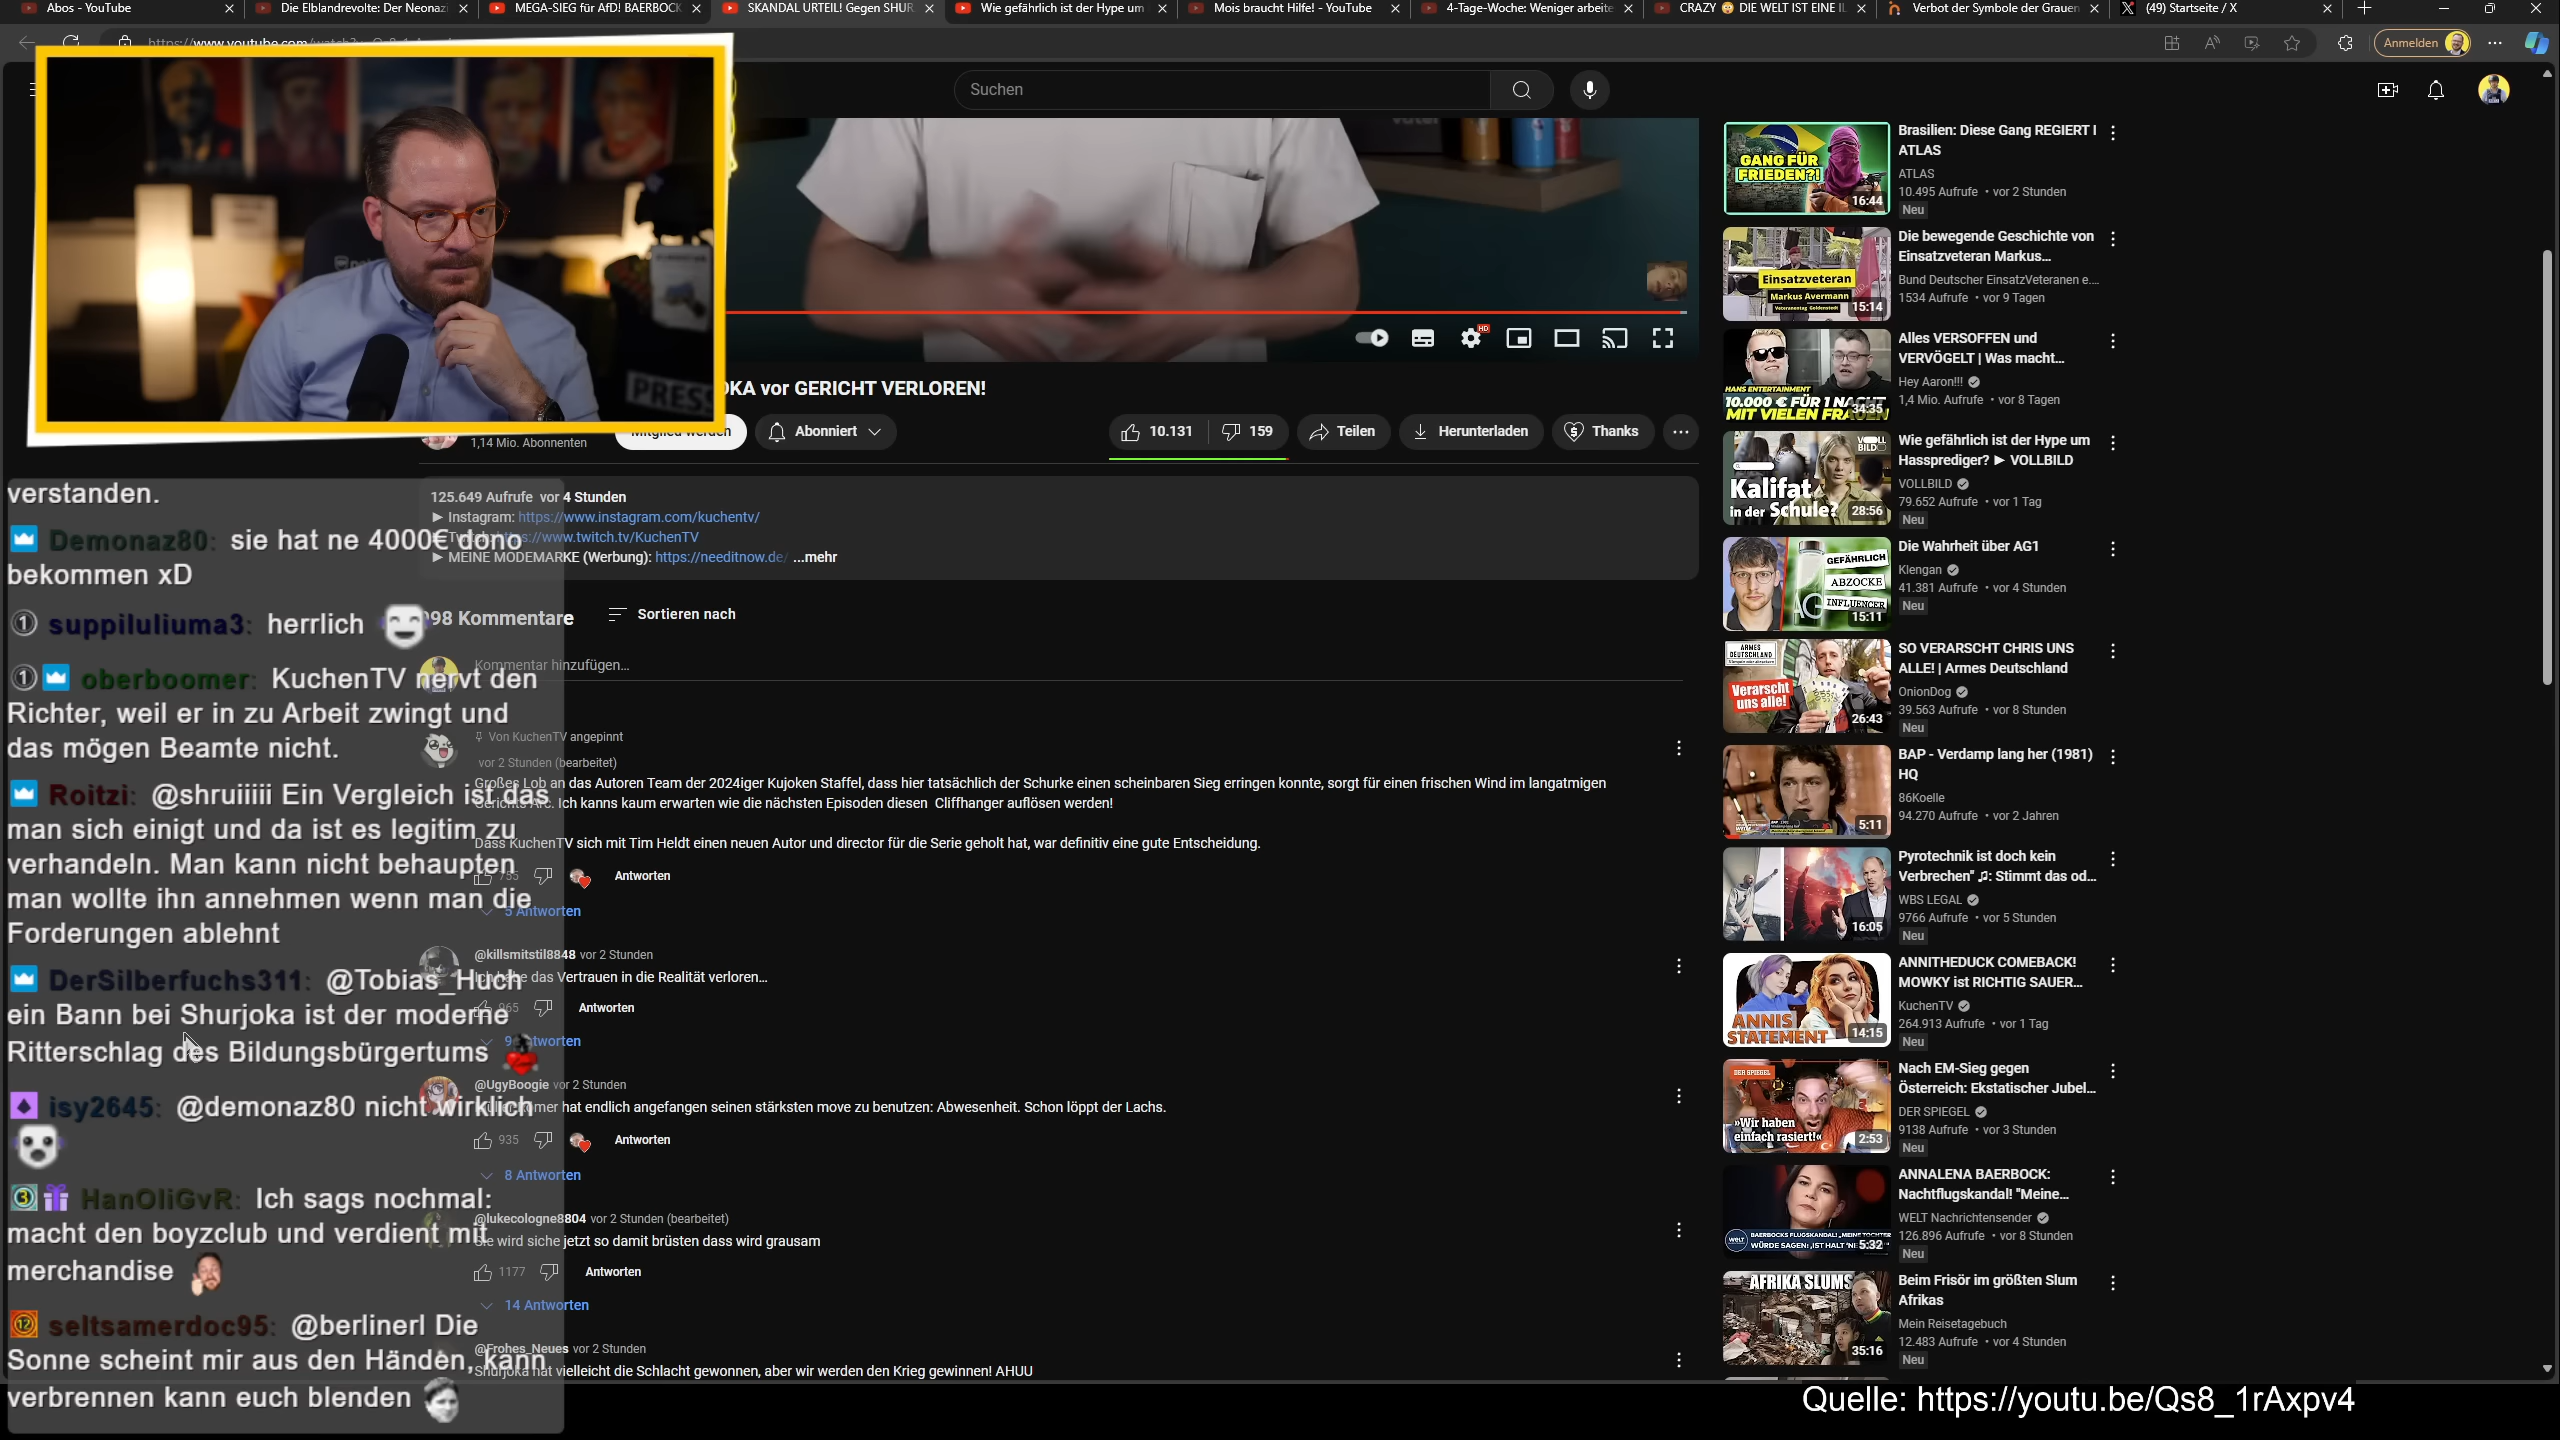 Abos - YouTube
Die Elblandrevolte: Der Neonazi
MEGA-SIEG für AfD! BAERBOCK
SKANDAL URTEIL! Gegen SHUR
Wie gefährlich ist der Hype um
Mois braucht Hilfe! - YouTube
4-Tage-Woche: Weniger arbeite
CRAZY 😳 DIE WELT IST EINE IL
Verbot der Symbole der Grauen
(49) Startseite / X
Anmelden
Suchen
PRESS
OKA vor GERICHT VERLOREN!
1,14 Mio. Abonnenten
Mitglied werden
Abonniert
10.131
159
Teilen
Herunterladen
Thanks
125.649 Aufrufe vor 4 Stunden
► Instagram: https://www.instagram.com/kuchentv/
► Twitch: https://www.twitch.tv/KuchenTV
► MEINE MODEMARKE (Werbung): https://needitnow.de/ ...mehr
98 Kommentare
Sortieren nach
Kommentar hinzufügen...
Von KuchenTV angepinnt
vor 2 Stunden (bearbeitet)
Großes Lob an das Autoren Team der 2024iger Kujoken Staffel, dass hier tatsächlich der Schurke einen scheinbaren Sieg erringen konnte, sorgt für einen frischen Wind im langatmigen
Gerichts Arc. Ich kanns kaum erwarten wie die nächsten Episoden diesen Cliffhanger auflösen werden!
Dass KuchenTV sich mit Tim Heldt einen neuen Autor und director für die Serie geholt hat, war definitiv eine gute Entscheidung.
755
Antworten
5 Antworten
@killsmitstil8848 vor 2 Stunden
Ich habe das Vertrauen in die Realität verloren...
965
Antworten
9 Antworten
@UgyBoogie vor 2 Stunden
hat endlich angefangen seinen stärksten move zu benutzen: Abwesenheit. Schon löppt der Lachs.
935
Antworten
8 Antworten
@lukecologne8804 vor 2 Stunden (bearbeitet)
Sie wird siche jetzt so damit brüsten dass wird grausam
1177
Antworten
14 Antworten
@Frohes_Neues vor 2 Stunden
Shurjoka hat vielleicht die Schlacht gewonnen, aber wir werden den Krieg gewinnen! AHUU
verstanden.
Demonaz80: sie hat ne 4000€ dono
bekommen xD
suppiluliuma3: herrlich
oberboomer: KuchenTV nervt den
Richter, weil er in zu Arbeit zwingt und
das mögen Beamte nicht.
Roitzi: @shruiiiii Ein Vergleich ist das
man sich einigt und da ist es legitim zu
verhandeln. Man kann nicht behaupten
man wollte ihn annehmen wenn man die
Forderungen ablehnt
DerSilberfuchs311: @Tobias_Huch
ein Bann bei Shurjoka ist der moderne
Ritterschlag des Bildungsbürgertums
isy2645: @demonaz80 nicht wirklich
HanOliGvR: Ich sags nochmal:
macht den boyzclub und verdient mit
merchandise
seltsamerdoc95: @berlinerl Die
Sonne scheint mir aus den Händen, kann
verbrennen kann euch blenden
GANG FÜR
FRIEDEN?!
16:44
Brasilien: Diese Gang REGIERT I
ATLAS
ATLAS
10.495 Aufrufe • vor 2 Stunden
Neu
Einsatzveteran
Markus Avermann
15:14
Die bewegende Geschichte von
Einsatzveteran Markus...
Bund Deutscher EinsatzVeteranen e....
1534 Aufrufe • vor 9 Tagen
HANS ENTERTAINMENT
10.000 € FÜR 1 NACHT
MIT VIELEN FRAUEN
34:35
Alles VERSOFFEN und
VERVÖGELT | Was macht...
Hey Aaron!!!
1,4 Mio. Aufrufe • vor 8 Tagen
VOLLBILD
Kalifat
in der Schule?
28:56
Wie gefährlich ist der Hype um
Hassprediger? ► VOLLBILD
VOLLBILD
79.652 Aufrufe • vor 1 Tag
Neu
GEFÄHRLICH
ABZOCKE
INFLUENCER
15:11
Die Wahrheit über AG1
Klengan
41.381 Aufrufe • vor 4 Stunden
Neu
ARMES
DEUTSCHLAND
Verarscht
uns alle!
26:43
SO VERARSCHT CHRIS UNS
ALLE! | Armes Deutschland
OnionDog
39.563 Aufrufe • vor 8 Stunden
Neu
5:11
BAP - Verdamp lang her (1981)
HQ
86Koelle
94.270 Aufrufe • vor 2 Jahren
16:05
Pyrotechnik ist doch kein
Verbrechen" ♫: Stimmt das od...
WBS LEGAL
9766 Aufrufe • vor 5 Stunden
Neu
ANNIS
STATEMENT
14:15
ANNITHEDUCK COMEBACK!
MOWKY ist RICHTIG SAUER...
KuchenTV
264.913 Aufrufe • vor 1 Tag
Neu
DER SPIEGEL
»Wir haben
einfach rasiert!«
2:53
Nach EM-Sieg gegen
Österreich: Ekstatischer Jubel...
DER SPIEGEL
9138 Aufrufe • vor 3 Stunden
Neu
welt
5:32
ANNALENA BAERBOCK:
Nachtflugskandal! "Meine...
WELT Nachrichtensender
126.896 Aufrufe • vor 8 Stunden
Neu
AFRIKA SLUMS
35:16
Beim Frisör im größten Slum
Afrikas
Mein Reisetagebuch
12.483 Aufrufe • vor 4 Stunden
Neu
Quelle: https://youtu.be/Qs8_1rAxpv4